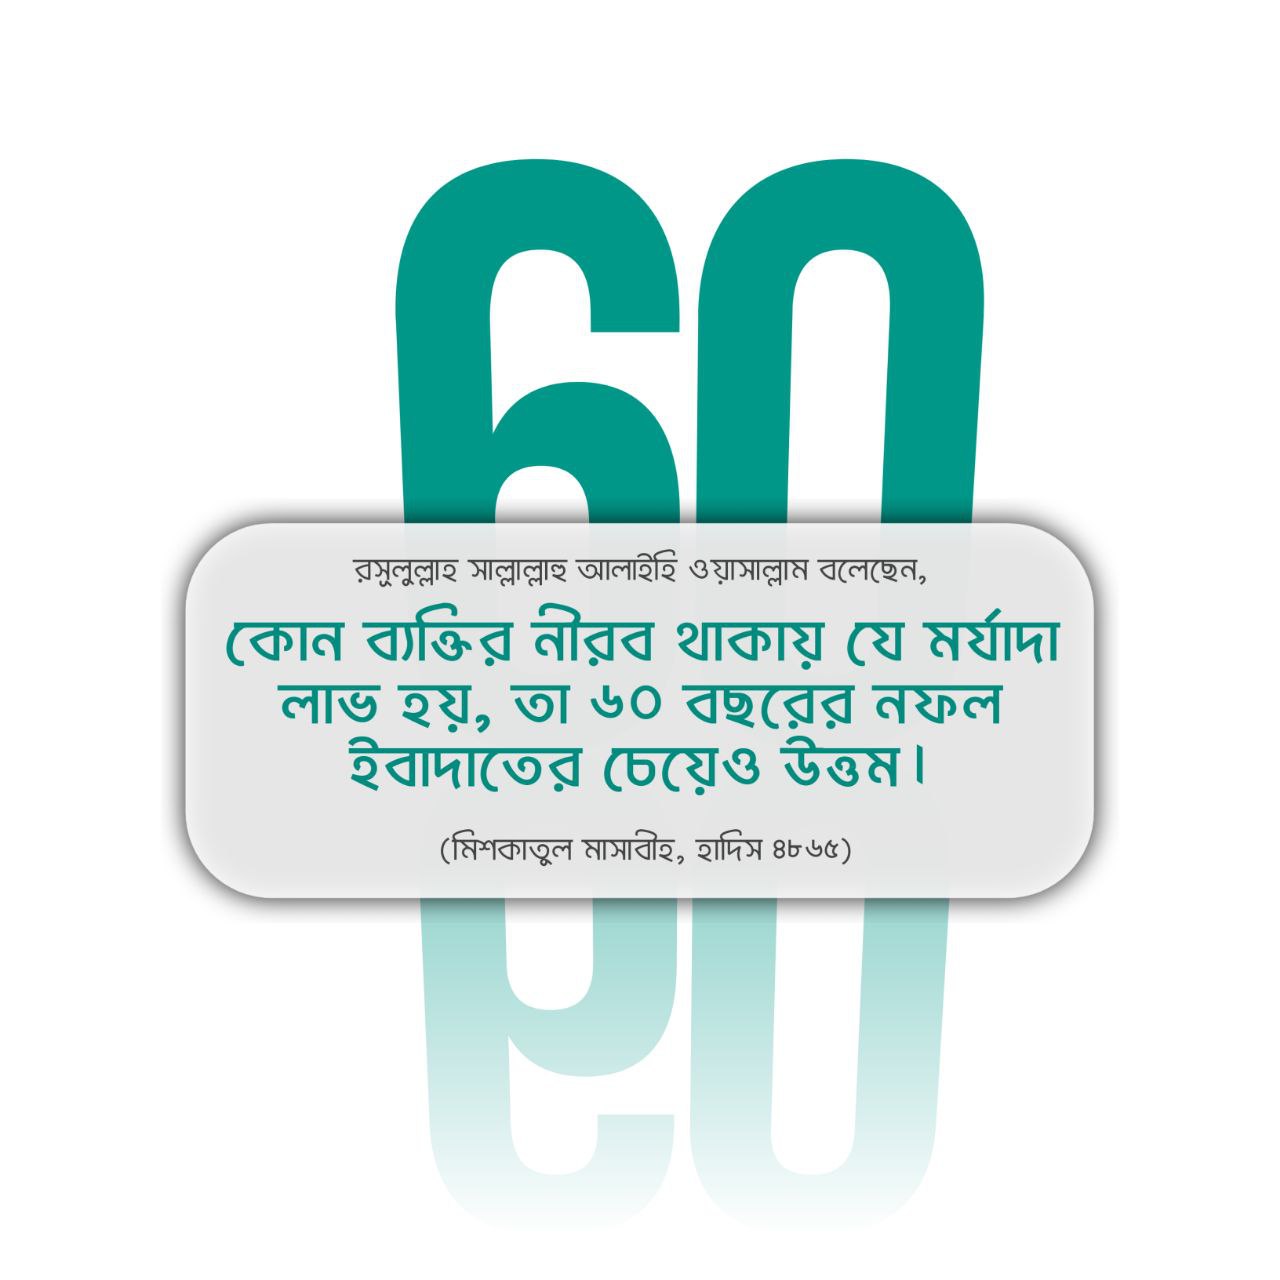 60
রসূলুল্লাহ সাল্লাল্লাহু আলাইহি ওয়াসাল্লাম বলেছেন,
কোন ব্যক্তির নীরব থাকায় যে মর্যাদা
লাভ হয়, তা ৬০ বছরের নফল
ইবাদাতের চেয়েও উত্তম।
(মিশকাতুল মাসাবীহ, হাদিস ৪৮৬৫)